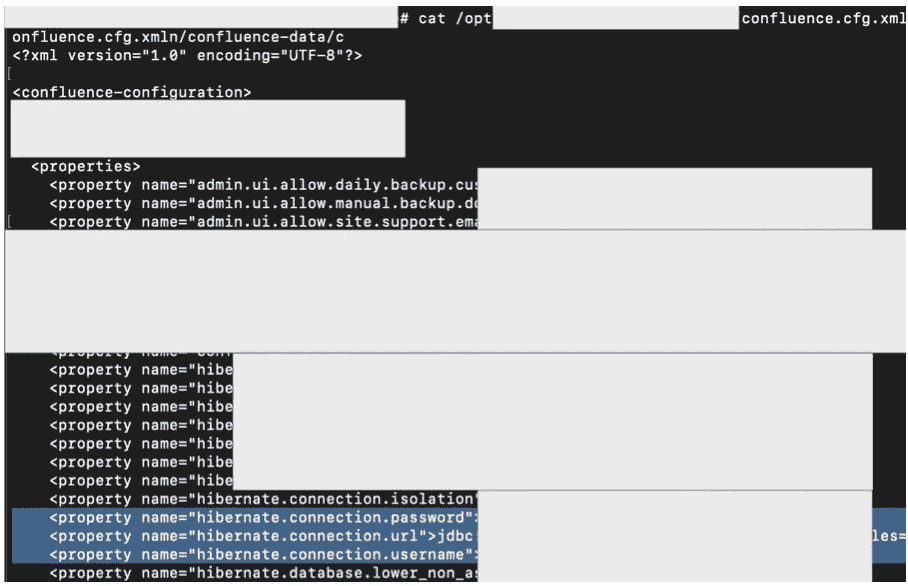 # cat /opt confluence.cfg.xml
onfluence.cfg.xmln/confluence-data/c
<?xml version="1.0" encoding="UTF-8"?>
[
<confluence-configuration>
<properties>
<property name="admin.ui.allow.daily.backup.cus
<property name="admin.ui.allow.manual.backup.do
[ <property name="admin.ui.allow.site.support.ema
<property name="hibe
<property name="hibe
<property name="hibe
<property name="hibe
<property name="hibe
<property name="hibe
<property name="hibe
<property name="hibernate.connection.isolation"
<property name="hibernate.connection.password">
<property name="hibernate.connection.url">jdbc les=
<property name="hibernate.connection.username">
<property name="hibernate.database.lower_non_as